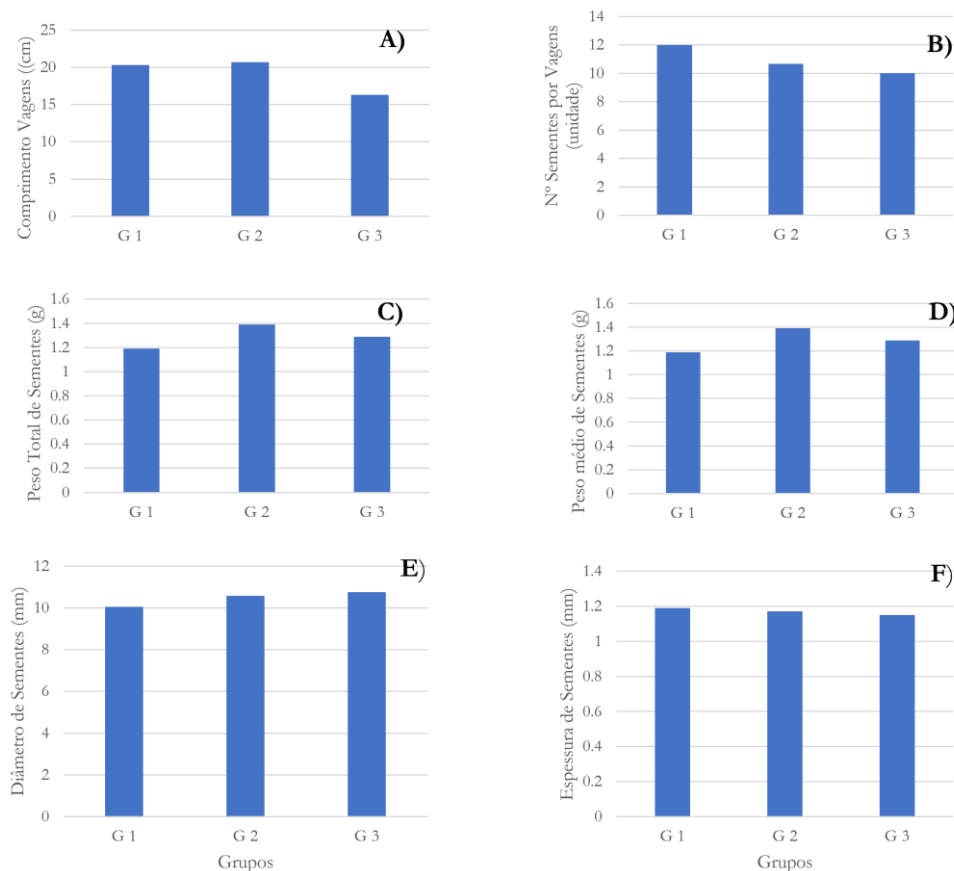 A)
Comprimento Vagens ((cm)
25
20
15
10
5
0
G 1 G 2 G 3
B)
Nº Sementes por Vagens
(unidade)
14
12
10
8
6
4
2
0
G 1 G 2 G 3
C)
Peso Total de Sementes (g)
1.6
1.4
1.2
1
0.8
0.6
0.4
0.2
0
G 1 G 2 G 3
D)
Peso médio de Sementes (g)
1.6
1.4
1.2
1
0.8
0.6
0.4
0.2
0
G 1 G 2 G 3
E)
Diâmetro de Sementes (mm)
12
10
8
6
4
2
0
G 1 G 2 G 3
Grupos
F)
Espessura de Sementes (mm)
1.4
1.2
1
0.8
0.6
0.4
0.2
0
G 1 G 2 G 3
Grupos